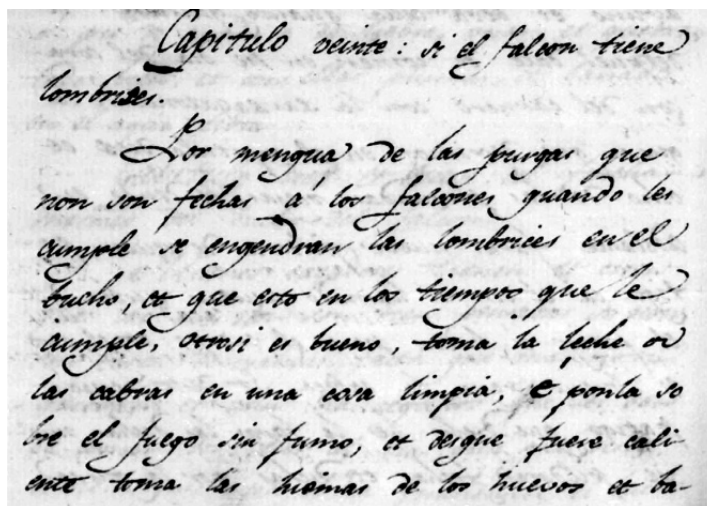 Capitulo veinte: si el falcon tiene
lombrices.
Por mengua de las purgas que
non son fechas á los falcones quando les
cumple se engendran las lombrices en el
bucho, et que esto en los tiempos que le
cumple, otrosi es bueno, toma la leche de
las cabras en una cosa limpia, é ponla so
bre el fuego sin fumo, et desque fuere cali
ente toma las hiemas de los huevos et ba-